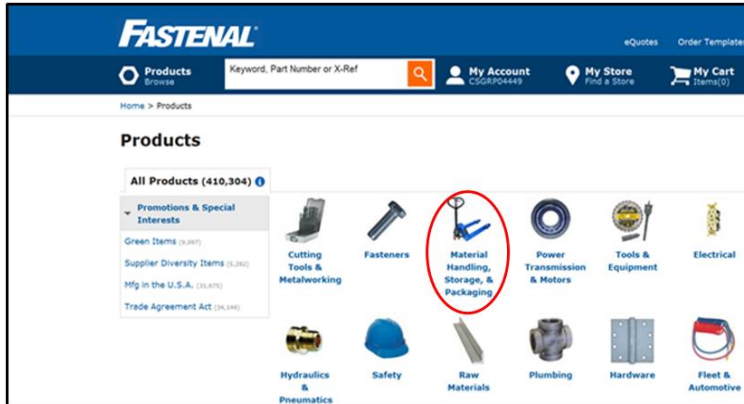 FASTENAL
eQuotes Order Templates
Products
Browse
Keyword, Part Number or X-Ref
My Account
CSGRP04449
My Store
Find a Store
My Cart
Items(0)
Home > Products
Products
All Products (410,304)
Promotions & Special
Interests
Green Items (9,097)
Supplier Diversity Items (5,262)
Mfg in the U.S.A. (31,675)
Trade Agreement Act
Cutting
Tools &
Metalworking
Fasteners
Material
Handling,
Storage, &
Packaging
Power
Transmission
& Motors
Tools &
Equipment
Electrical
Hydraulics
&
Pneumatics
Safety
Raw
Materials
Plumbing
Hardware
Fleet &
Automotive